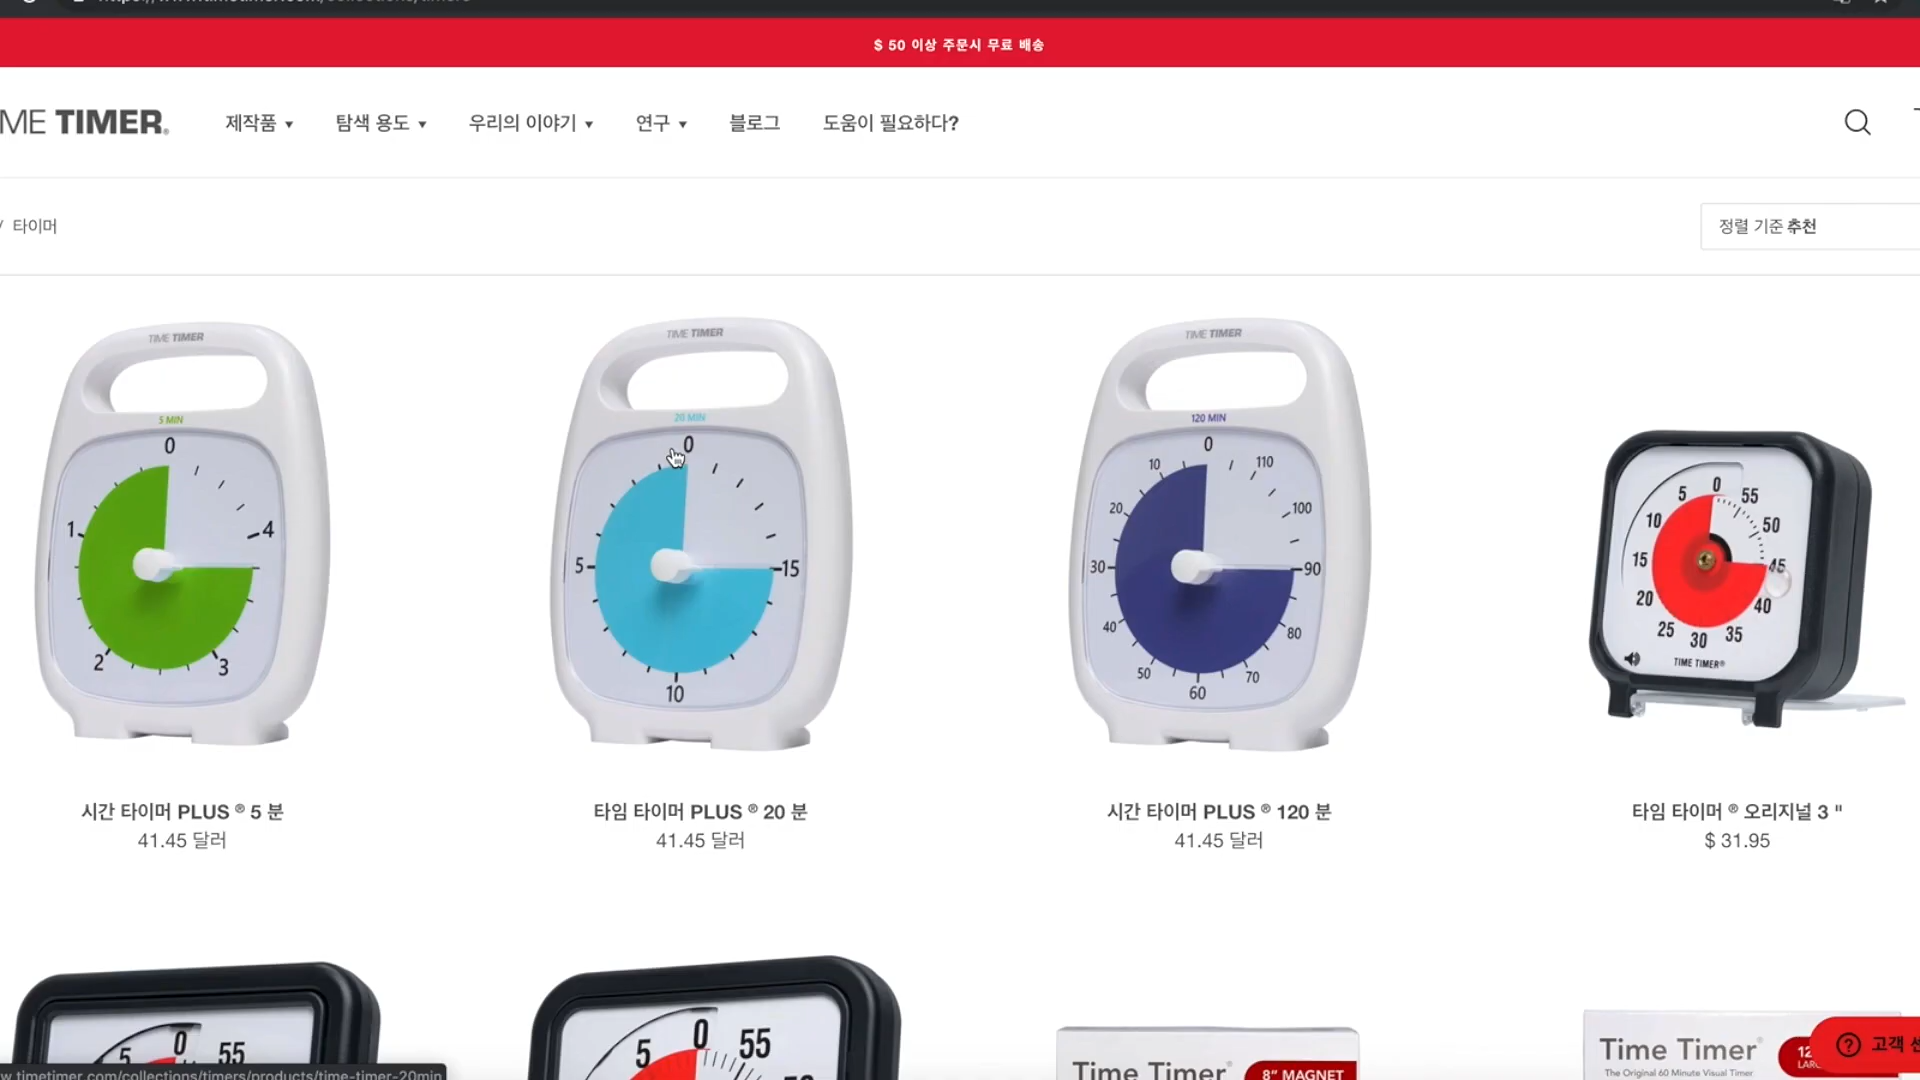 $ 50 이상 주문시 무료 배송
ME TIMER®
제작품 ▼ 탐색 용도 ▼ 우리의 이야기 ▼ 연구 ▼ 블로그 도움이 필요하다?
/ 타이머
정렬 기준 추천
TIME TIMER
5 MIN
0
1
4
2
3
TIME TIMER
20 MIN
0
5
15
10
TIME TIMER
120 MIN
0
10
110
20
100
30
90
40
80
50
70
60
0
5
55
10
50
15
45
20
40
25
35
30
TIME TIMER®
시간 타이머 PLUS ® 5 분
41.45 달러
타임 타이머 PLUS ® 20 분
41.45 달러
시간 타이머 PLUS ® 120 분
41.45 달러
타임 타이머 ® 오리지널 3 "
$ 31.95
0
5
55
0
5
55
Time Timer®
8" MAGNET
Time Timer®
The Original 60 Minute Visual Timer
12
고객
w.timetimer.com/collections/timers/products/time-timer-20min